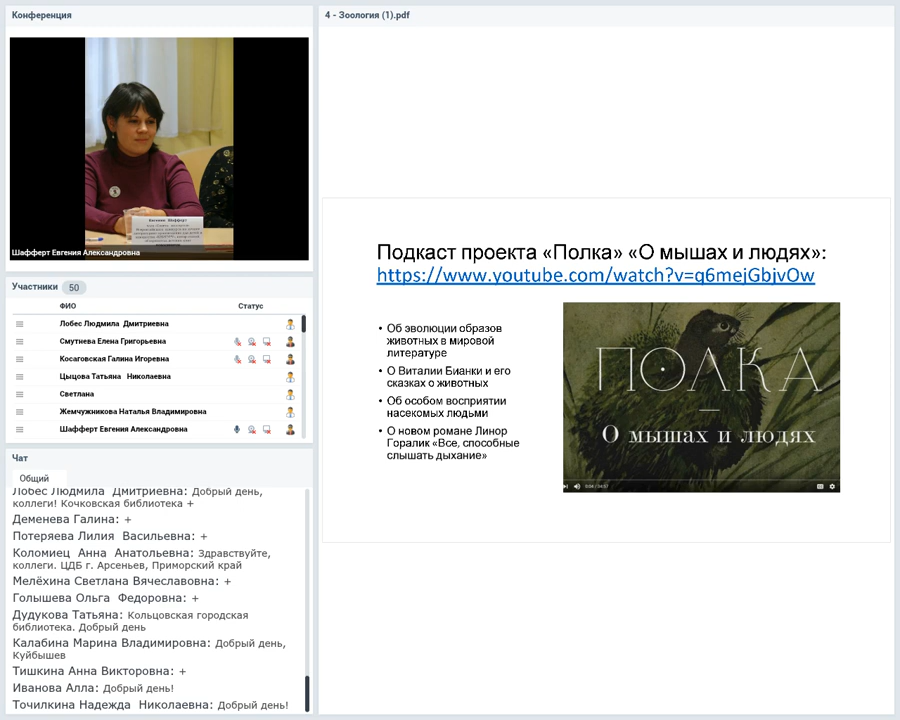 Конференция
Евгения Шафферт
Шафферт Евгения Александровна
Участники 50
ФИО Статус
Лобес Людмила Дмитриевна
Смутнева Елена Григорьевна
Косаговская Галина Игоревна
Цыцова Татьяна Николаевна
Светлана
Жемчужникова Наталья Владимировна
Шафферт Евгения Александровна
Чат
Общий
Лобес Людмила Дмитриевна: Добрый день,
коллеги! Кочковская библиотека +
Деменева Галина: +
Потеряева Лилия Васильевна: +
Коломиец Анна Анатольевна: Здравствуйте,
коллеги. ЦДБ г. Арсеньев, Приморский край
Мелёхина Светлана Вячеславовна: +
Голышева Ольга Федоровна: +
Дудукова Татьяна: Кольцовская городская
библиотека. Добрый день
Калабина Марина Владимировна: Добрый день,
Куйбышев
Тишкина Анна Викторовна: +
Иванова Алла: Добрый день!
Точилкина Надежда Николаевна: Добрый день!
4 - Зоология (1).pdf
Подкаст проекта «Полка» «О мышах и людях»:
https://www.youtube.com/watch?v=q6mejGbjvOw
• Об эволюции образов
животных в мировой
литературе
• О Виталии Бианки и его
сказках о животных
• Об особом восприятии
насекомых людьми
• О новом романе Линор
Горалик «Все, способные
слышать дыхание»
ПОЛКА
О мышах и людях